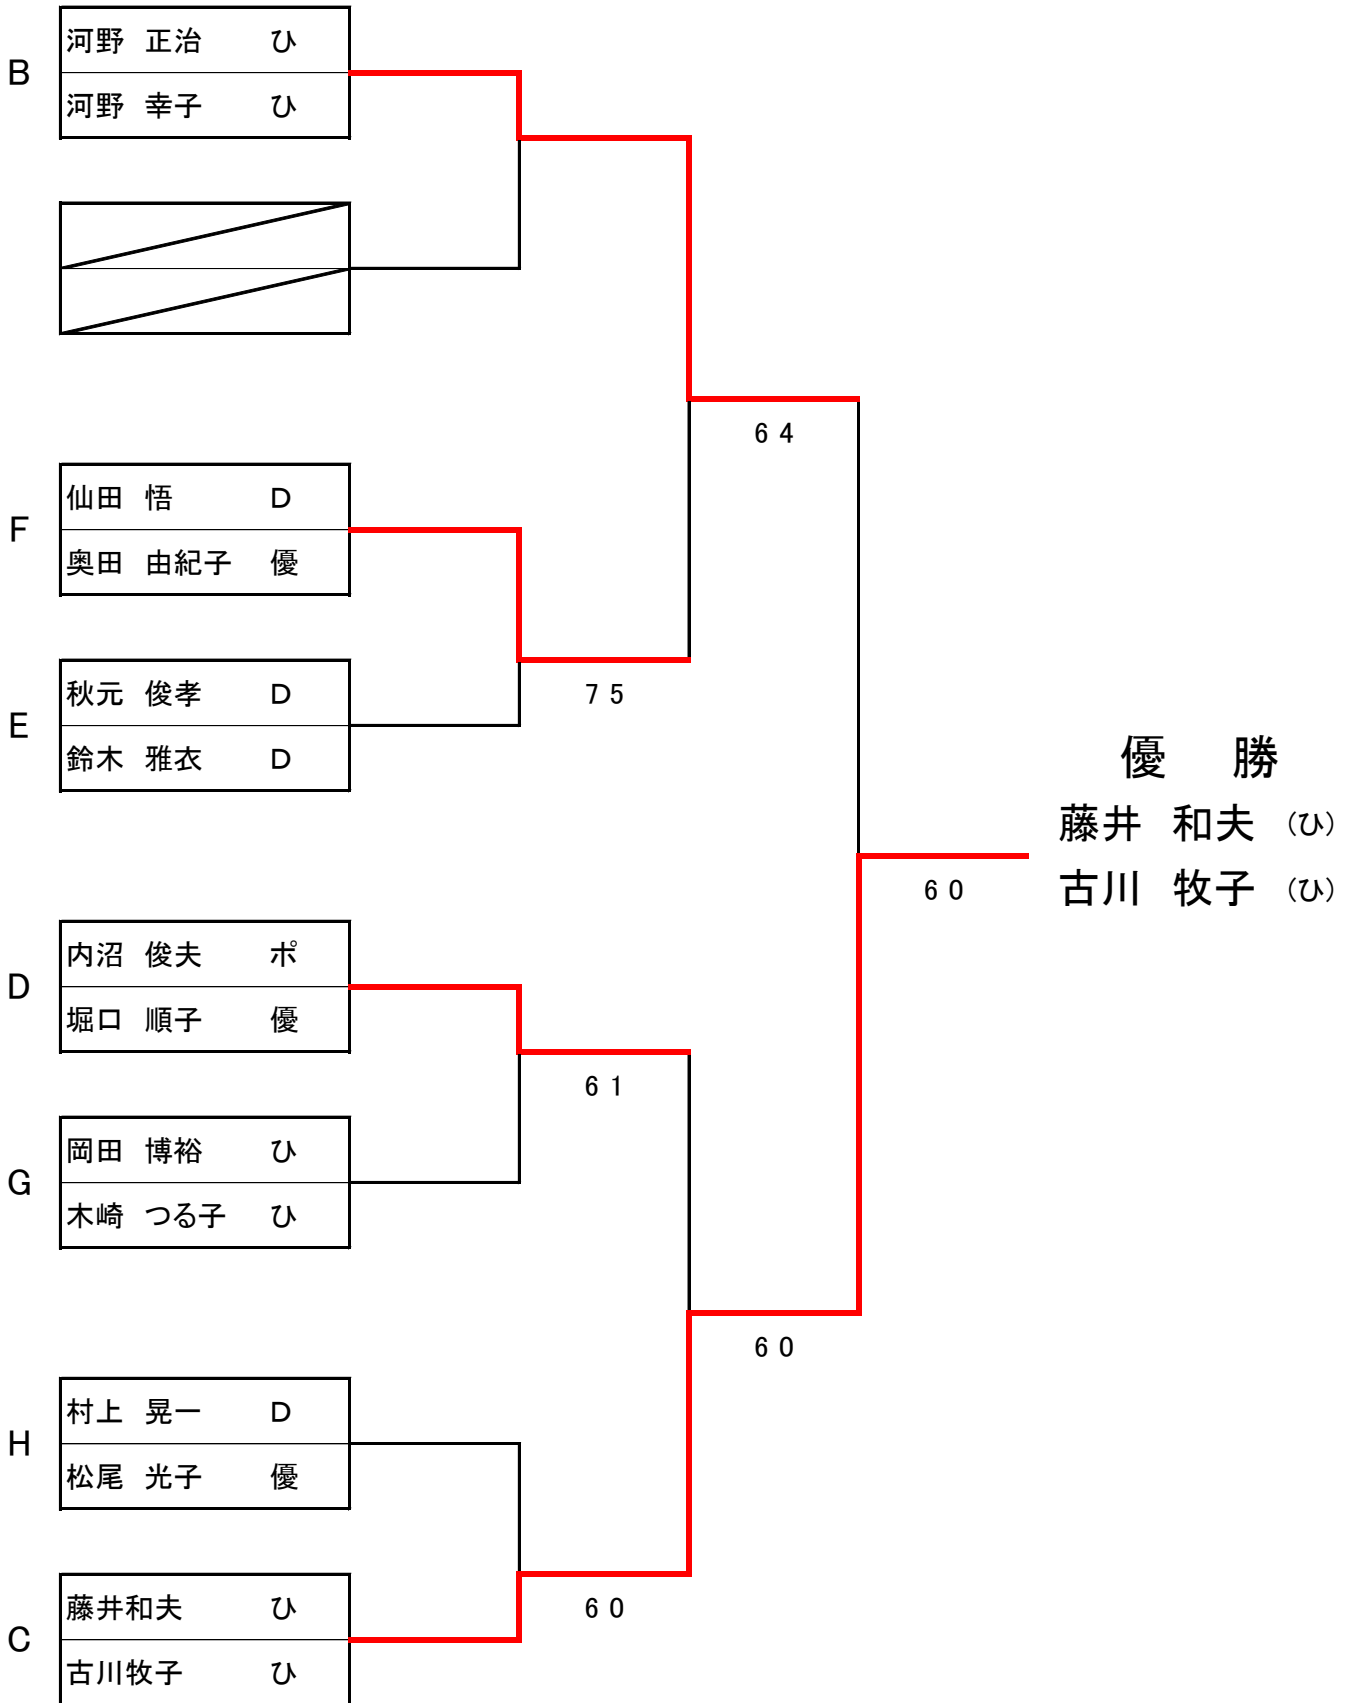 河野 正治 ひ
B
河野 幸子 ひ
6 4
仙田 悟 D
F
奥田 由紀子 優
秋元 俊孝 D
7 5
E
鈴木 雅衣 D
優 勝
藤井 和夫 (ひ)
6 0
古川 牧子 (ひ)
内沼 俊夫 ポ
D
堀口 順子 優
6 1
岡田 博裕 ひ
G
木崎 つる子 ひ
6 0
村上 晃一 D
H
松尾 光子 優
藤井和夫 ひ
6 0
C
古川牧子 ひ